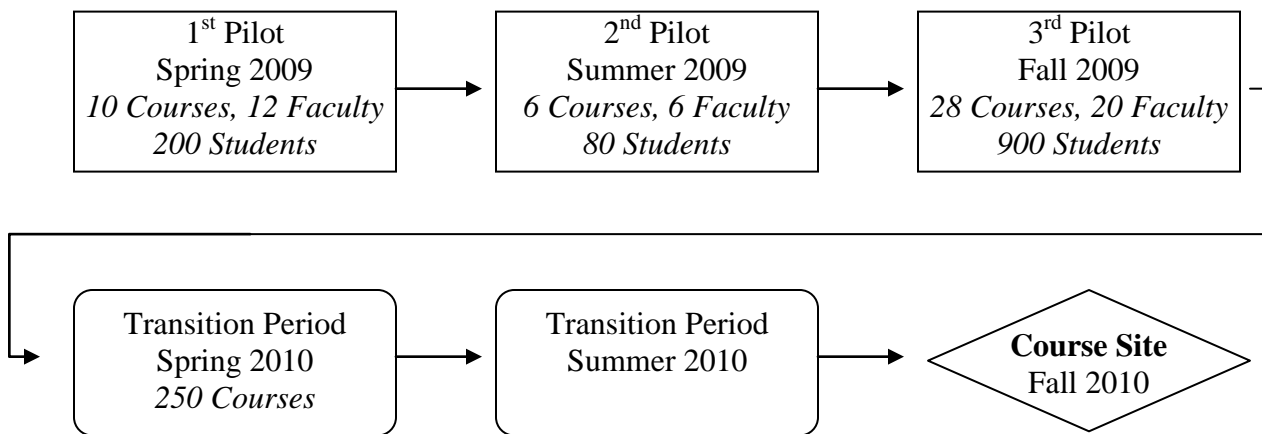 1st Pilot
Spring 2009
10 Courses, 12 Faculty
200 Students
2nd Pilot
Summer 2009
6 Courses, 6 Faculty
80 Students
3rd Pilot
Fall 2009
28 Courses, 20 Faculty
900 Students
Transition Period
Spring 2010
250 Courses
Transition Period
Summer 2010
Course Site
Fall 2010